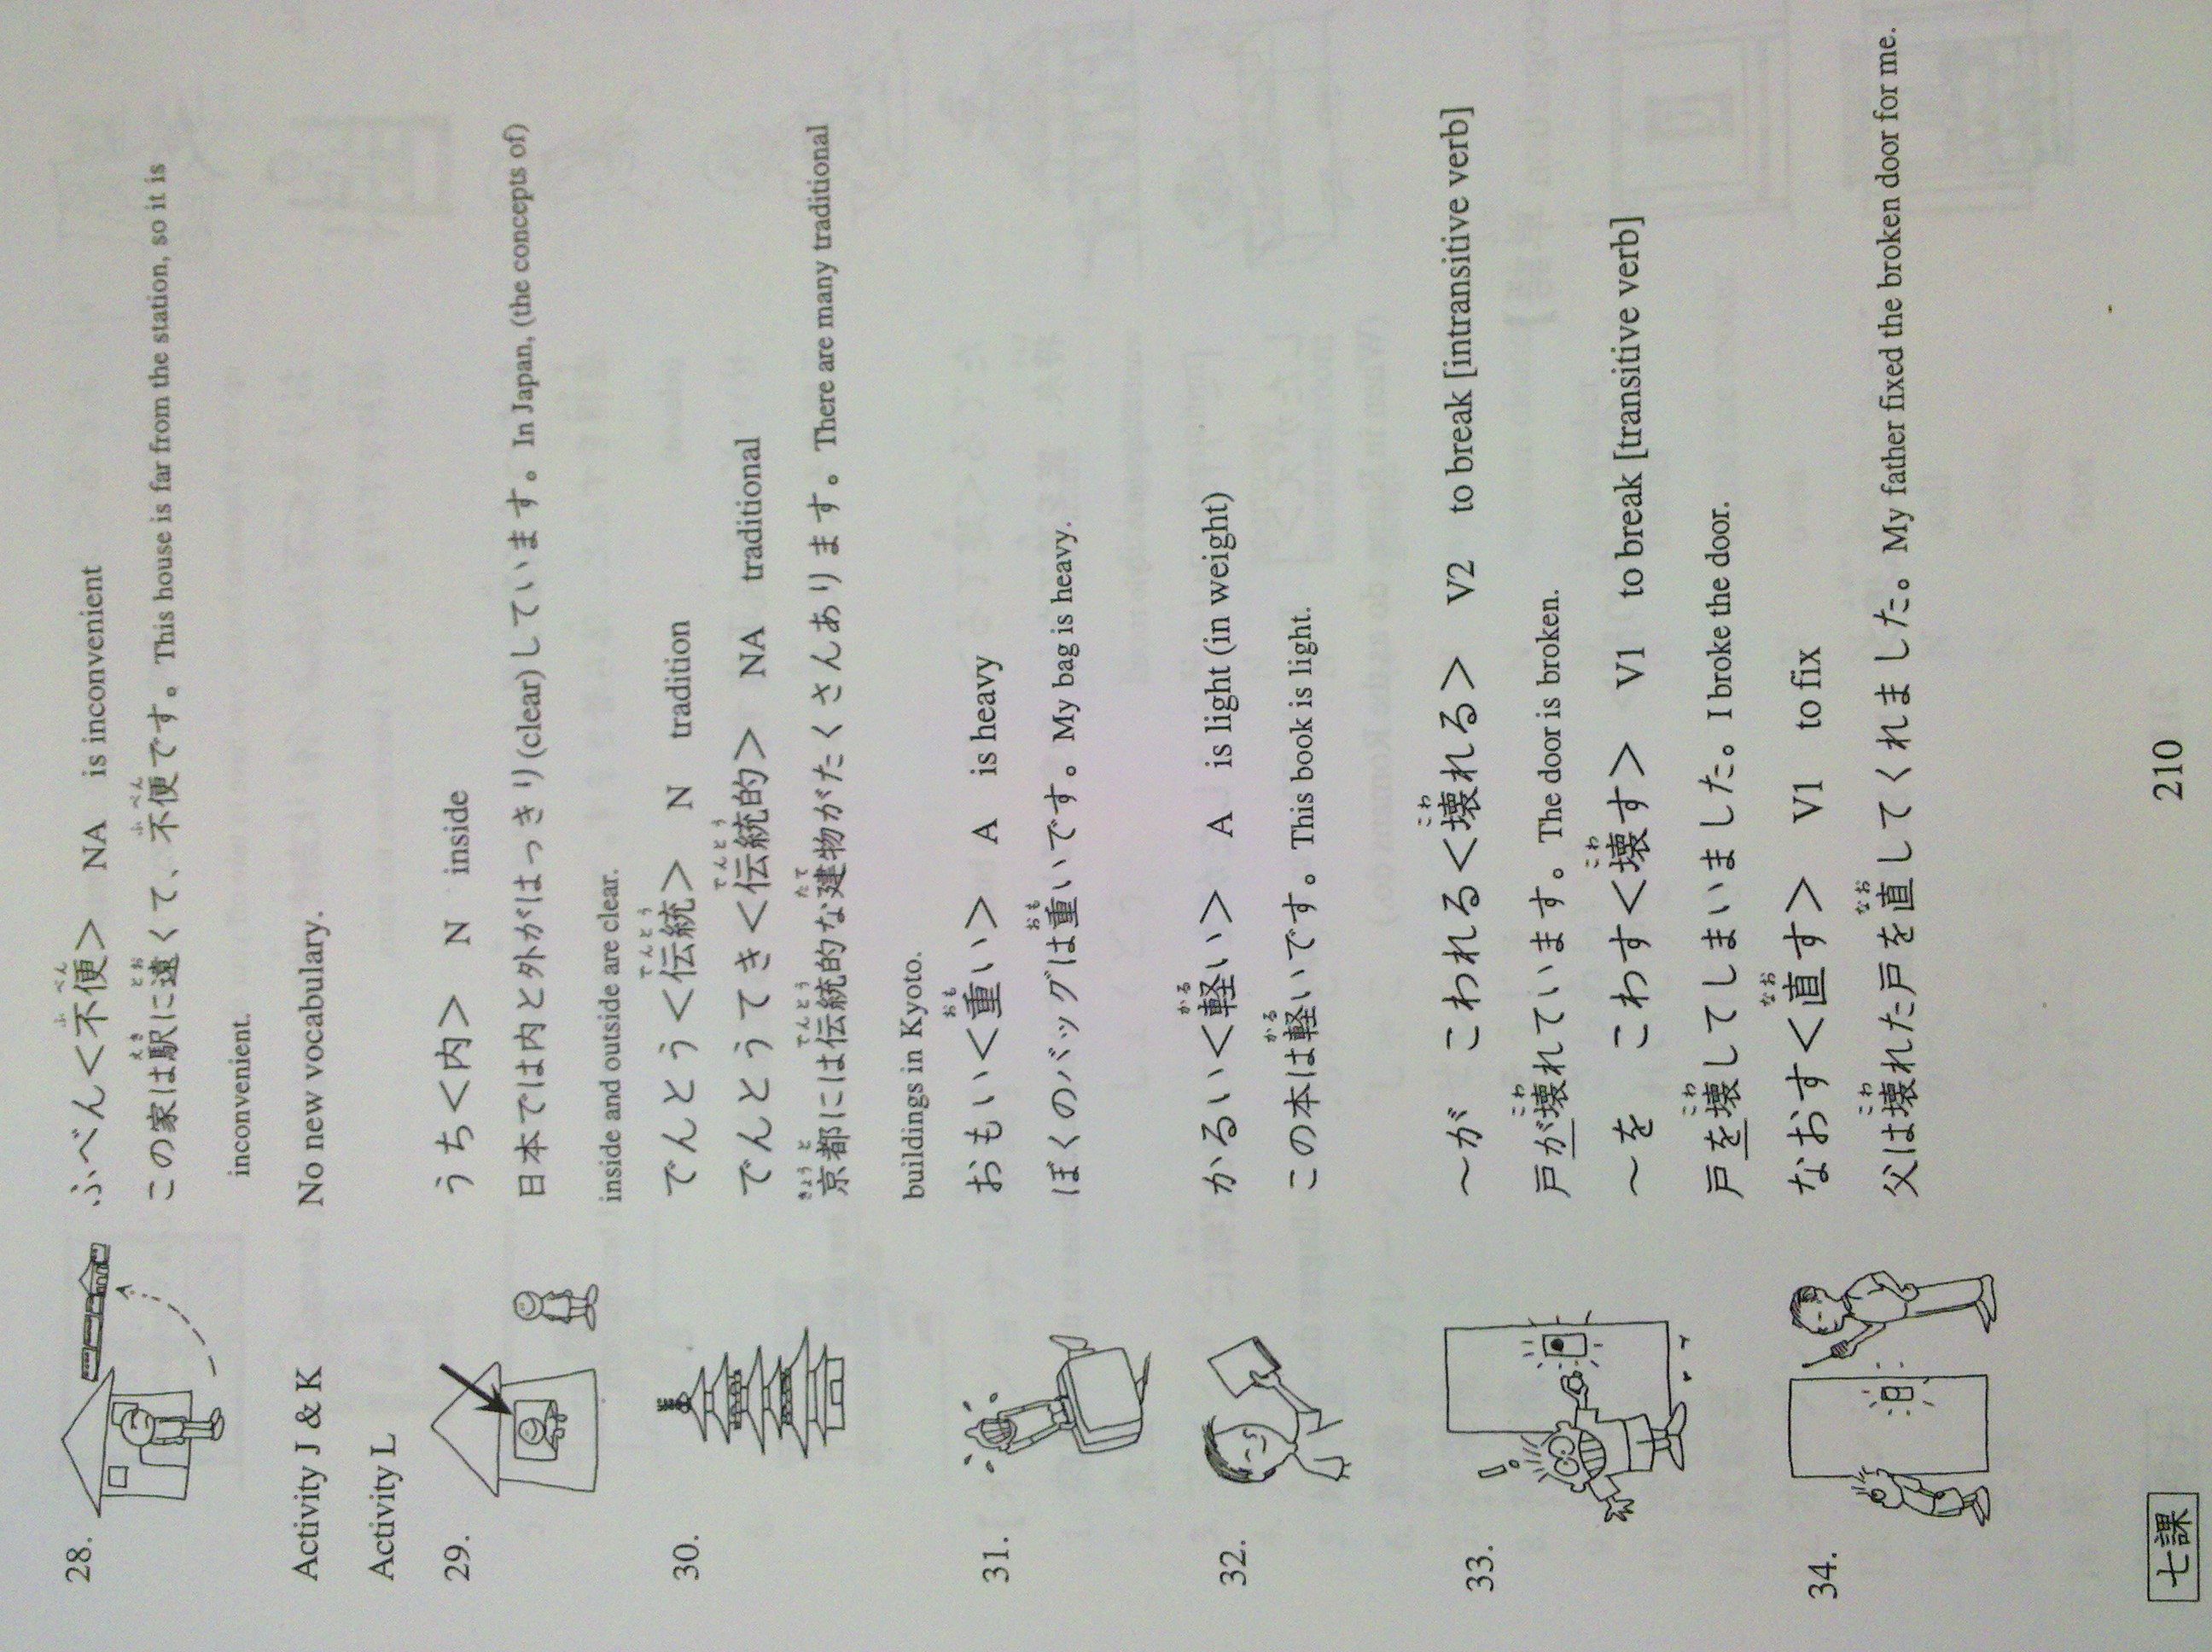 28. ふべん<不便> NA is inconvenient
この家は駅に遠くて、不便です。This house is far from the station, so it is
inconvenient.
Activity J & K No new vocabulary.
Activity L
29. うち<内> N inside
日本では内と外がはっきり(clear)しています。In Japan, (the concepts of)
inside and outside are clear.
30. でんとう<伝統> N tradition
でんとうてき<伝統的> NA traditional
京都には伝統的な建物がたくさんあります。There are many traditional
buildings in Kyoto.
31. おもい<重い> A is heavy
ぼくのバッグは重いです。My bag is heavy.
32. かるい<軽い> A is light (in weight)
この本は軽いです。This book is light.
33. ～が こわれる<壊れる> V2 to break [intransitive verb]
戸が壊れています。The door is broken.
～を こわす<壊す> V1 to break [transitive verb]
戸を壊してしまいました。I broke the door.
34. なおす<直す> V1 to fix
父は壊れた戸を直してくれました。My father fixed the broken door for me.
七課 210